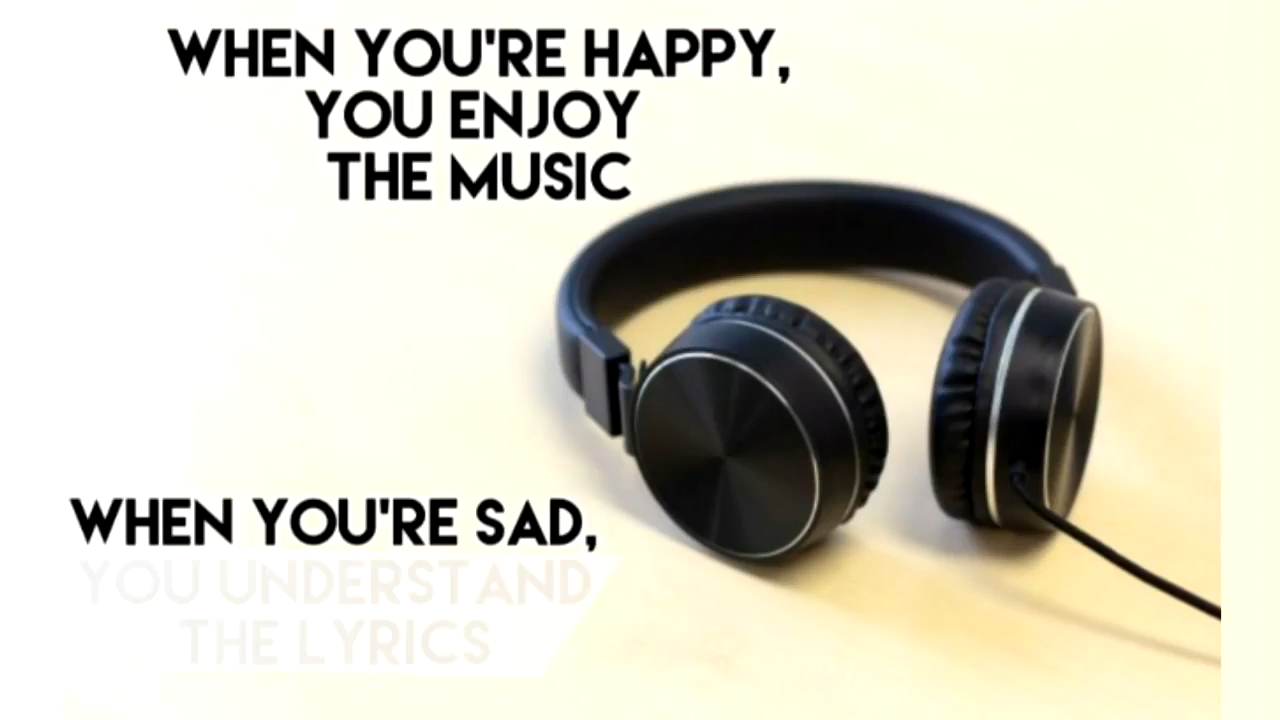 WHEN YOU'RE HAPPY,
YOU ENJOY
THE MUSIC
WHEN YOU'RE SAD,
YOU UNDERSTAND
THE LYRICS